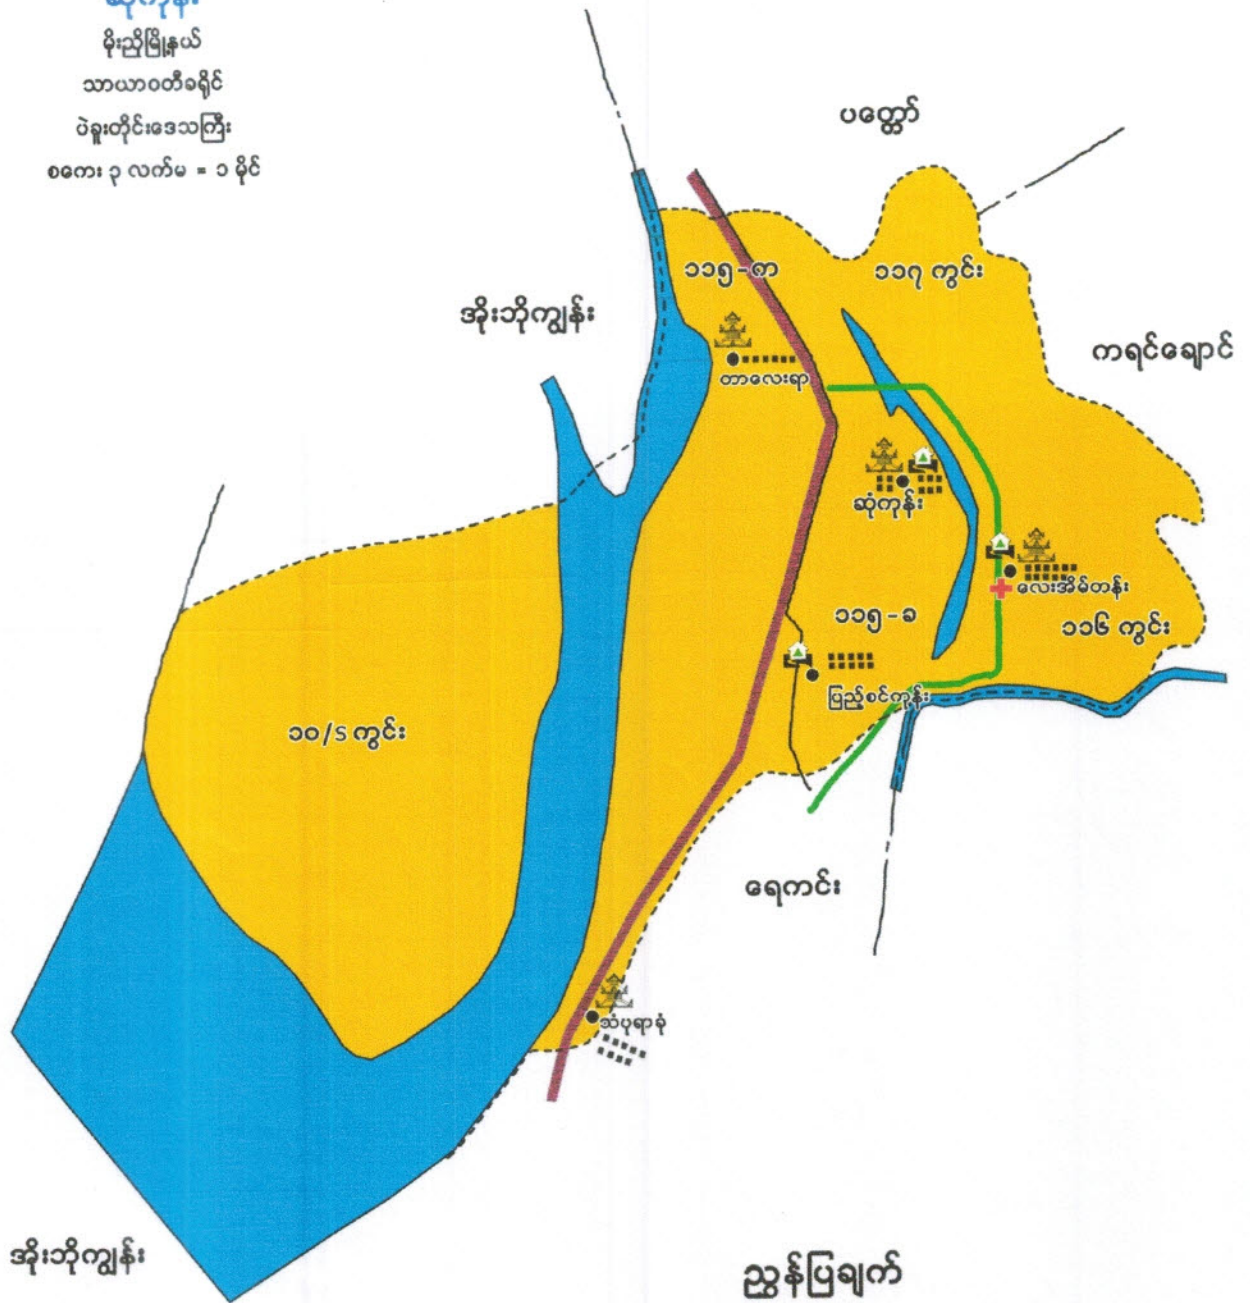 ဆုံကုန်း
မိုးညိုမြို့နယ်
သာယာဝတီခရိုင်
ပဲခူးတိုင်းဒေသကြီး
စကေး ၃ လက်မ = ၁ မိုင်
ပတ္တော်
၁၁၅-က
၁၁၇ ကွင်း
အိုးဘိုကျွန်း
ကရင်ချောင်
တာလေးရာ
ဆုံကုန်း
လေးအိမ်တန်း
၁၁၅-ခ
၁၁၆ ကွင်း
ပြည့်စင်ကုန်း
၁၀/S ကွင်း
ရေကင်း
သံပုရာခုံ
အိုးဘိုကျွန်း
ညွှန်ပြချက်